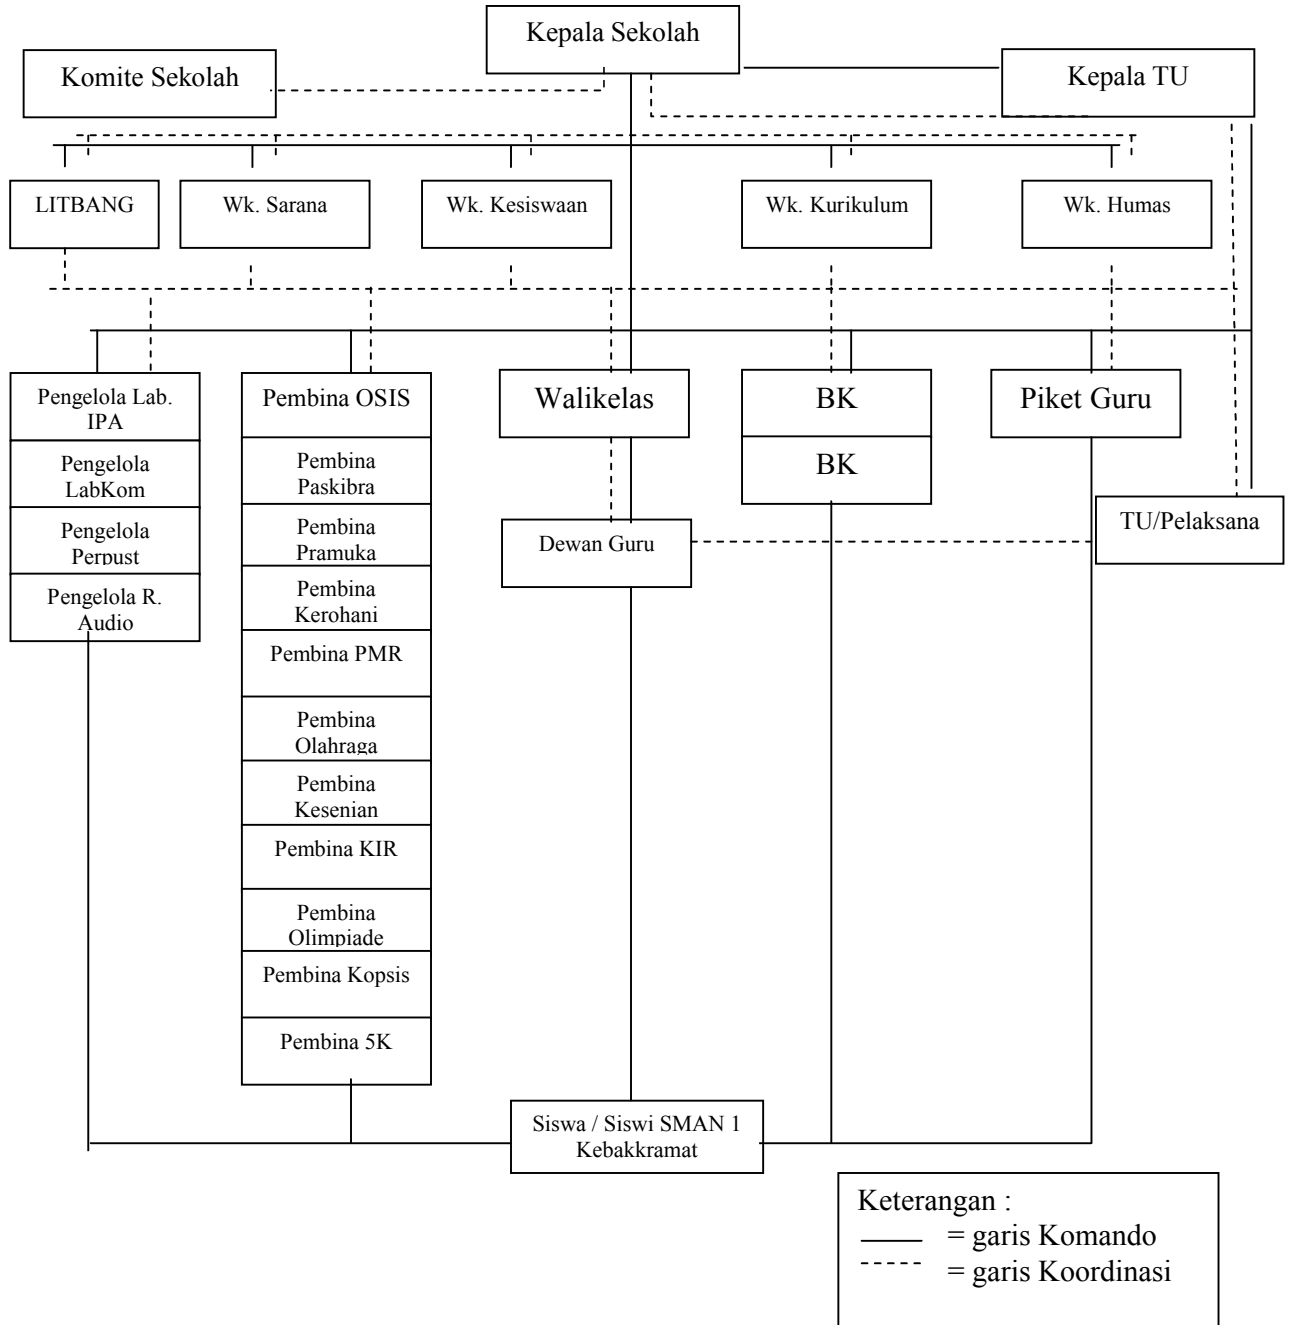 Kepala Sekolah
Komite Sekolah
Kepala TU
LITBANG
Wk. Sarana
Wk. Kesiswaan
Wk. Kurikulum
Wk. Humas
Pengelola Lab.
IPA
Pengelola
LabKom
Pengelola
Perpust
Pengelola R.
Audio
Pembina OSIS
Pembina
Paskibra
Pembina
Pramuka
Pembina
Kerohani
Pembina PMR
Pembina
Olahraga
Pembina
Kesenian
Pembina KIR
Pembina
Olimpiade
Pembina Kopsis
Pembina 5K
Walikelas
Dewan Guru
BK
BK
Piket Guru
TU/Pelaksana
Siswa / Siswi SMAN 1
Kebakkramat
Keterangan :
= garis Komando
= garis Koordinasi